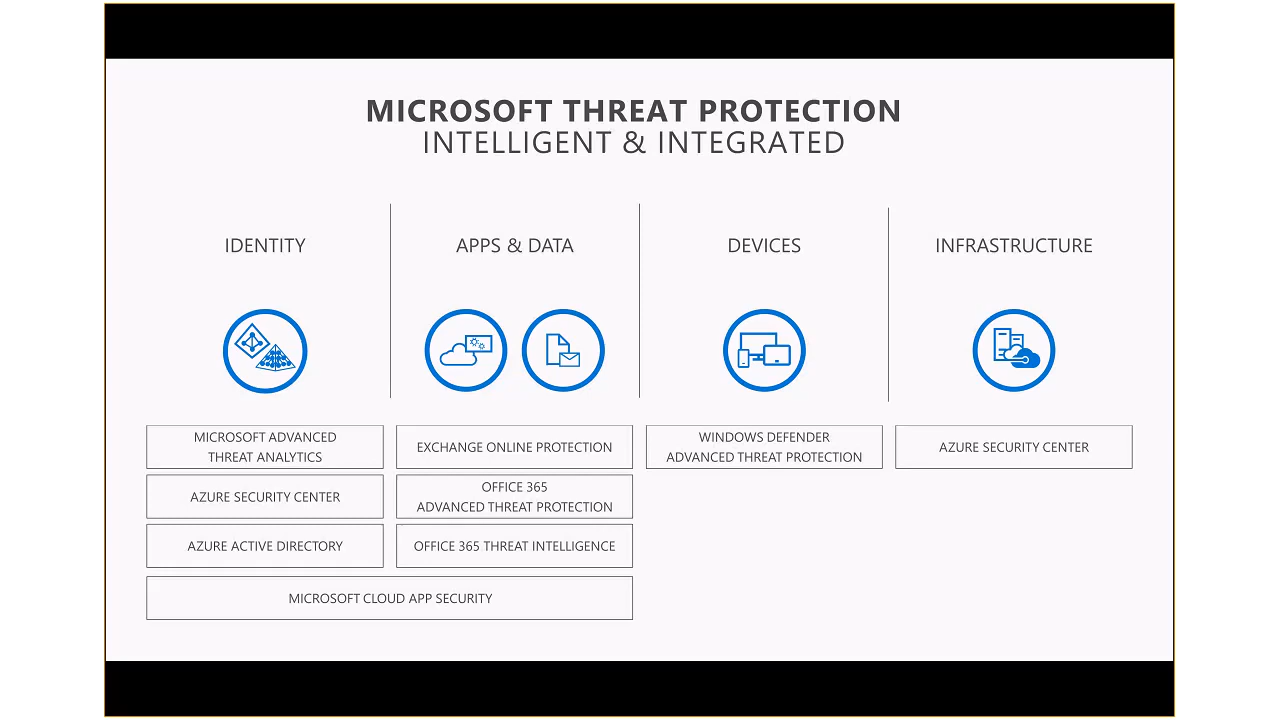 MICROSOFT THREAT PROTECTION
INTELLIGENT & INTEGRATED
IDENTITY
APPS & DATA
DEVICES
INFRASTRUCTURE
MICROSOFT ADVANCED
THREAT ANALYTICS
EXCHANGE ONLINE PROTECTION
WINDOWS DEFENDER
ADVANCED THREAT PROTECTION
AZURE SECURITY CENTER
AZURE SECURITY CENTER
OFFICE 365
ADVANCED THREAT PROTECTION
AZURE ACTIVE DIRECTORY
OFFICE 365 THREAT INTELLIGENCE
MICROSOFT CLOUD APP SECURITY